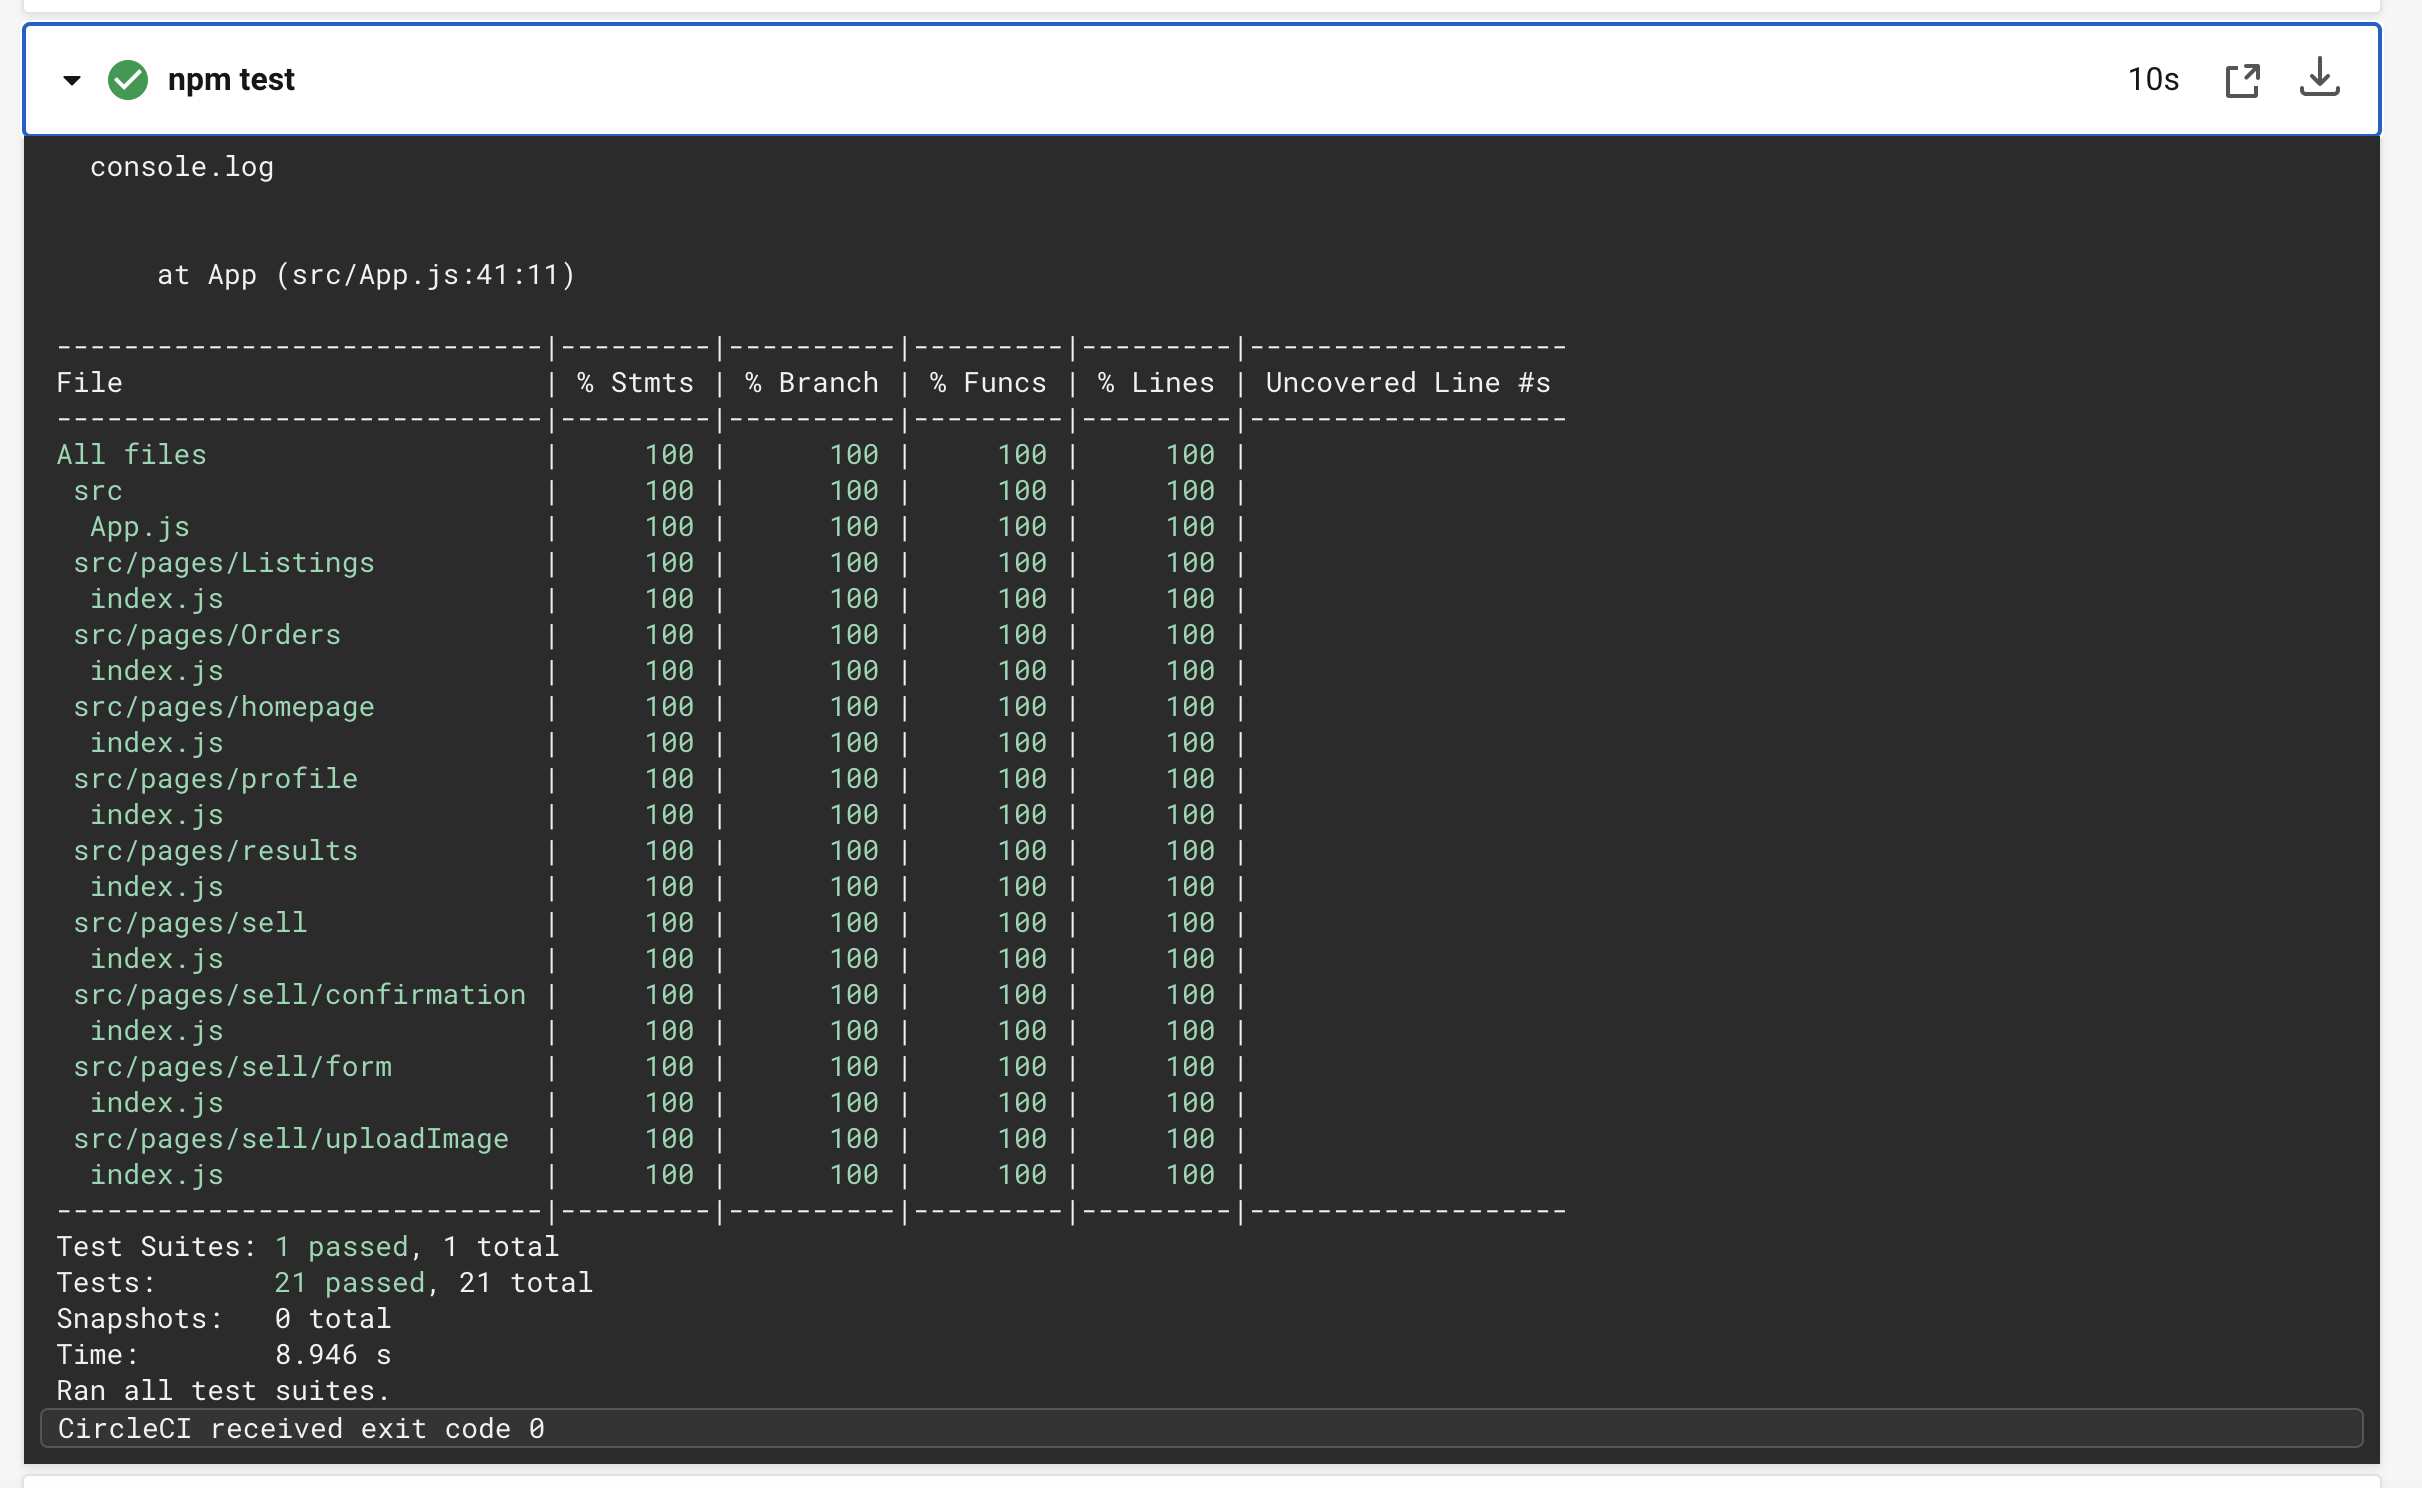 npm test 10s
console.log
at App (src/App.js:41:11)
-----------------------------|---------|----------|---------|---------|-------------------
File                         | % Stmts | % Branch | % Funcs | % Lines | Uncovered Line #s
-----------------------------|---------|----------|---------|---------|-------------------
All files                    |     100 |      100 |     100 |     100 |
 src                         |     100 |      100 |     100 |     100 |
  App.js                     |     100 |      100 |     100 |     100 |
 src/pages/Listings          |     100 |      100 |     100 |     100 |
  index.js                   |     100 |      100 |     100 |     100 |
 src/pages/Orders            |     100 |      100 |     100 |     100 |
  index.js                   |     100 |      100 |     100 |     100 |
 src/pages/homepage          |     100 |      100 |     100 |     100 |
  index.js                   |     100 |      100 |     100 |     100 |
 src/pages/profile           |     100 |      100 |     100 |     100 |
  index.js                   |     100 |      100 |     100 |     100 |
 src/pages/results           |     100 |      100 |     100 |     100 |
  index.js                   |     100 |      100 |     100 |     100 |
 src/pages/sell              |     100 |      100 |     100 |     100 |
  index.js                   |     100 |      100 |     100 |     100 |
 src/pages/sell/confirmation |     100 |      100 |     100 |     100 |
  index.js                   |     100 |      100 |     100 |     100 |
 src/pages/sell/form         |     100 |      100 |     100 |     100 |
  index.js                   |     100 |      100 |     100 |     100 |
 src/pages/sell/uploadImage  |     100 |      100 |     100 |     100 |
  index.js                   |     100 |      100 |     100 |     100 |
-----------------------------|---------|----------|---------|---------|-------------------
Test Suites: 1 passed, 1 total
Tests:       21 passed, 21 total
Snapshots:   0 total
Time:        8.946 s
Ran all test suites.
CircleCI received exit code 0